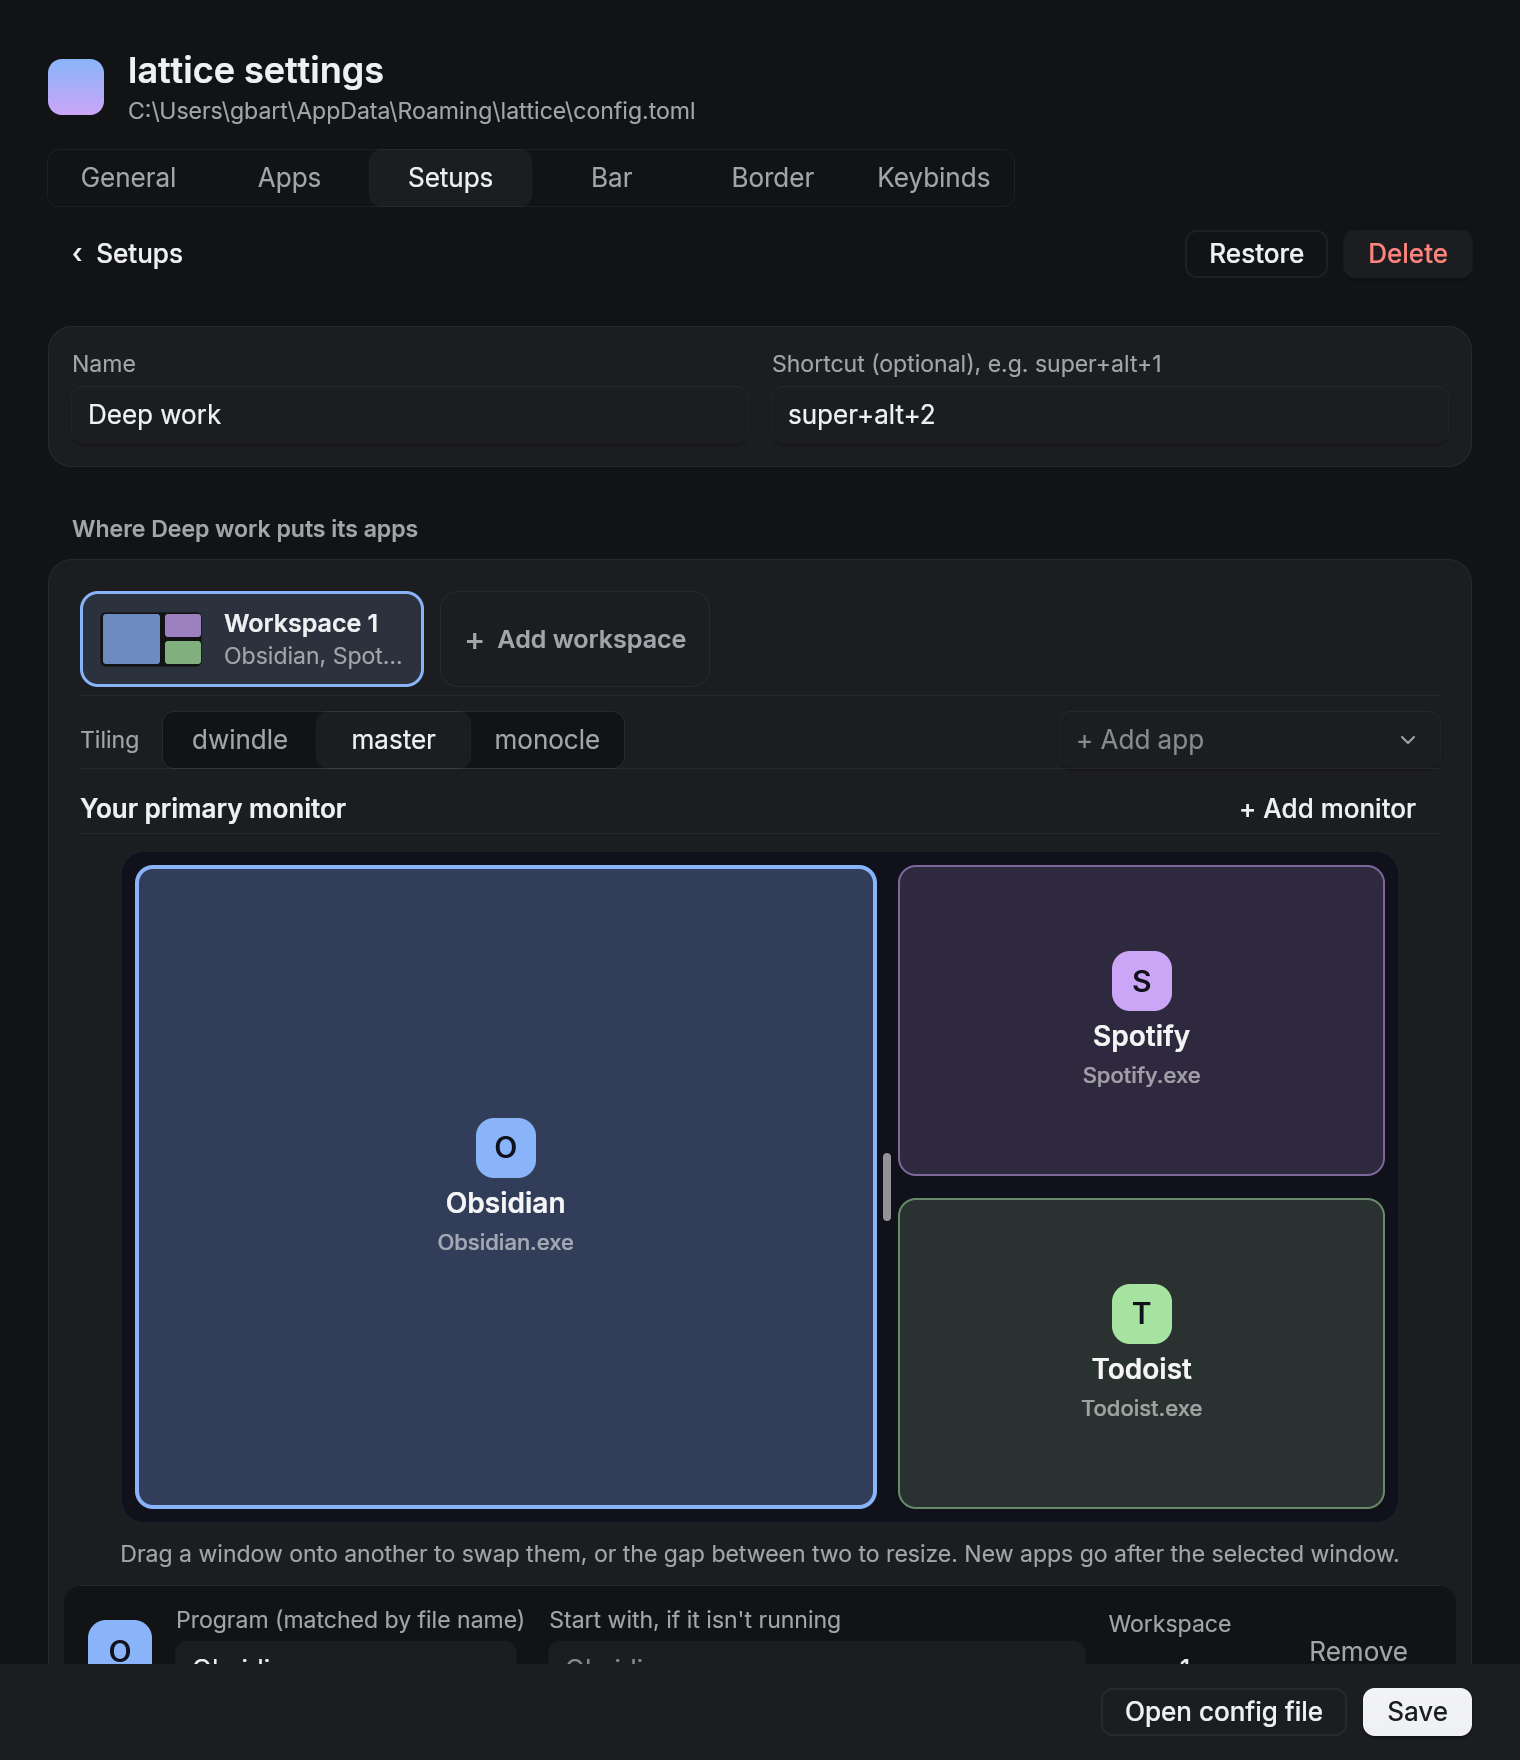 lattice settings
C:\Users\gbart\AppData\Roaming\lattice\config.toml
General Apps Setups Bar Border Keybinds
‹ Setups
Restore Delete
Name
Deep work
Shortcut (optional), e.g. super+alt+1
super+alt+2
Where Deep work puts its apps
Workspace 1
Obsidian, Spot...
+ Add workspace
Tiling dwindle master monocle
+ Add app
Your primary monitor
+ Add monitor
O
Obsidian
Obsidian.exe
S
Spotify
Spotify.exe
T
Todoist
Todoist.exe
Drag a window onto another to swap them, or the gap between two to resize. New apps go after the selected window.
O
Program (matched by file name)
Start with, if it isn't running
Workspace
Remove
Open config file
Save